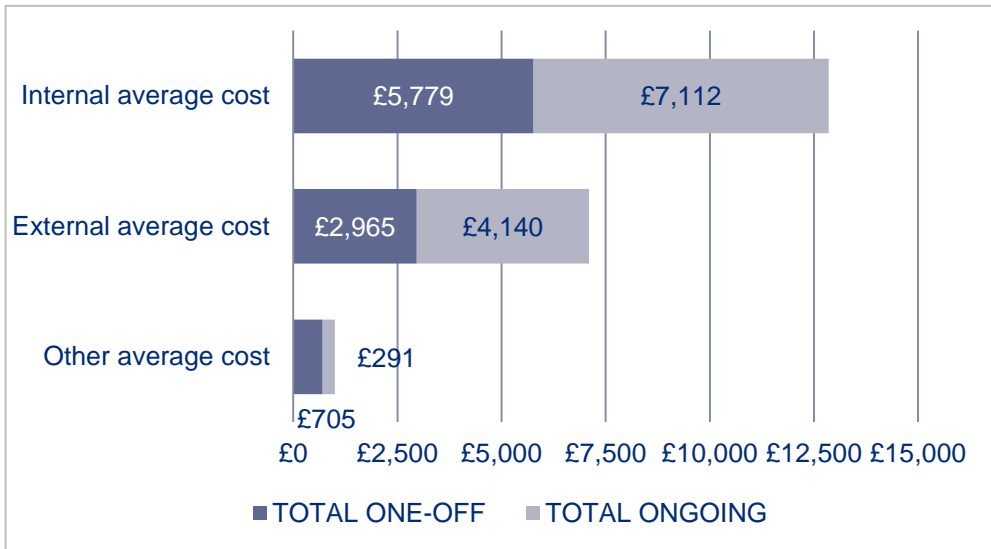 Internal average cost
£5,779
£7,112
External average cost
£2,965
£4,140
Other average cost
£291
£705
£0 £2,500 £5,000 £7,500 £10,000 £12,500 £15,000
TOTAL ONE-OFF TOTAL ONGOING